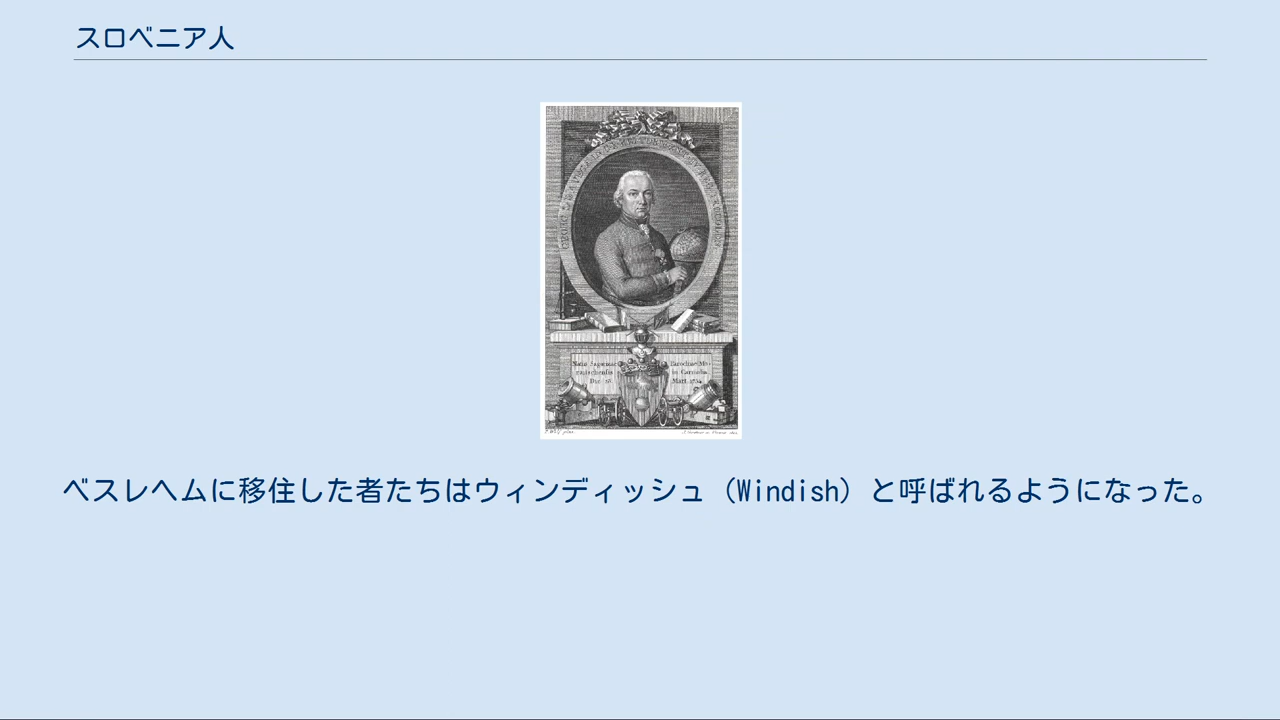 スロベニア人
Mart. 1754
ベスレヘムに移住した者たちはウィンディッシュ（Windish）と呼ばれるようになった。